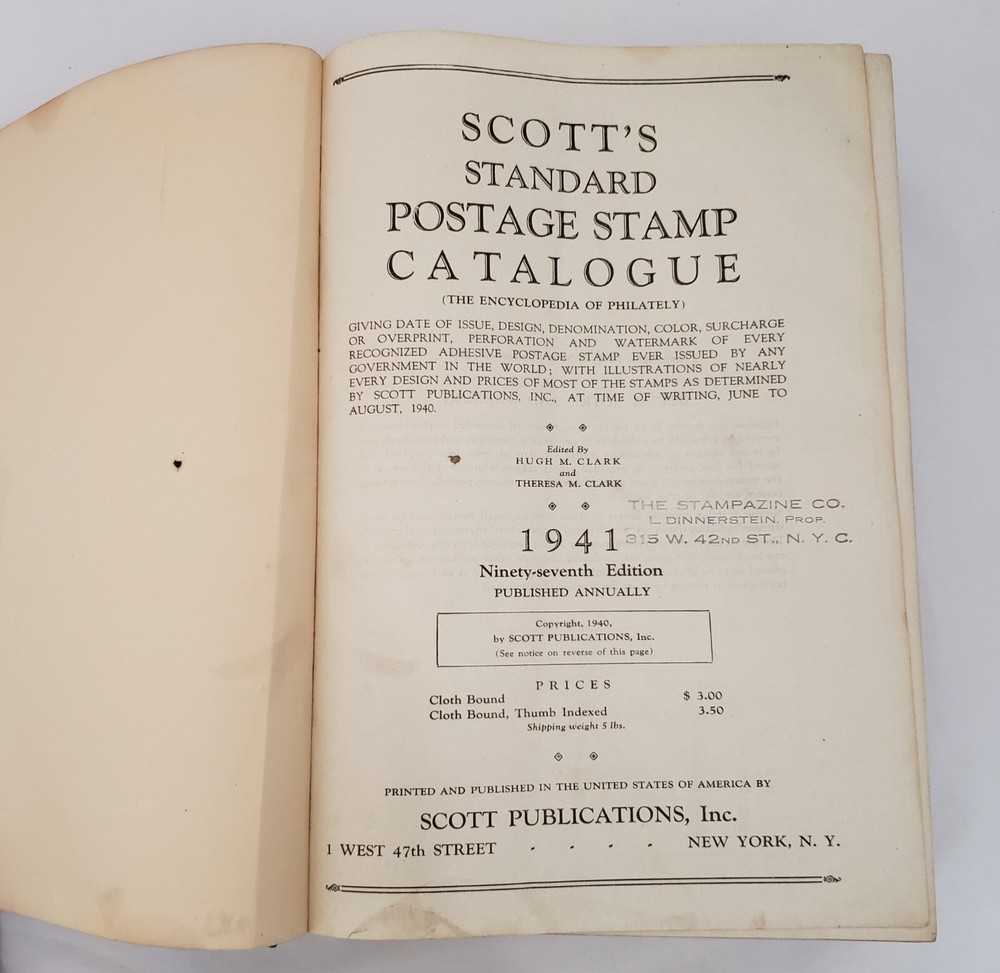 SCOTT'S
STANDARD
POSTAGE STAMP
CATALOGUE
(THE ENCYCLOPEDIA OF PHILATELY)
GIVING DATE OF ISSUE, DESIGN, DENOMINATION, COLOR, SURCHARGE
OR OVERPRINT, PERFORATION AND WATERMARK OF EVERY
RECOGNIZED ADHESIVE POSTAGE STAMP EVER ISSUED BY ANY
GOVERNMENT IN THE WORLD; WITH ILLUSTRATIONS OF NEARLY
EVERY DESIGN AND PRICES OF MOST OF THE STAMPS AS DETERMINED
BY SCOTT PUBLICATIONS, INC., AT TIME OF WRITING, JUNE TO
AUGUST, 1940.
Edited By
HUGH M. CLARK
and
THERESA M. CLARK
THE STAMPAZINE CO.
L. DINNERSTEIN, PROP.
315 W. 42ND ST., N. Y. C.
1941
Ninety-seventh Edition
PUBLISHED ANNUALLY
Copyright, 1940,
by SCOTT PUBLICATIONS, Inc.
(See notice on reverse of this page)
PRICES
Cloth Bound $ 3.00
Cloth Bound, Thumb Indexed 3.50
Shipping weight 5 lbs.
PRINTED AND PUBLISHED IN THE UNITED STATES OF AMERICA BY
SCOTT PUBLICATIONS, Inc.
1 WEST 47th STREET - - - - NEW YORK, N. Y.